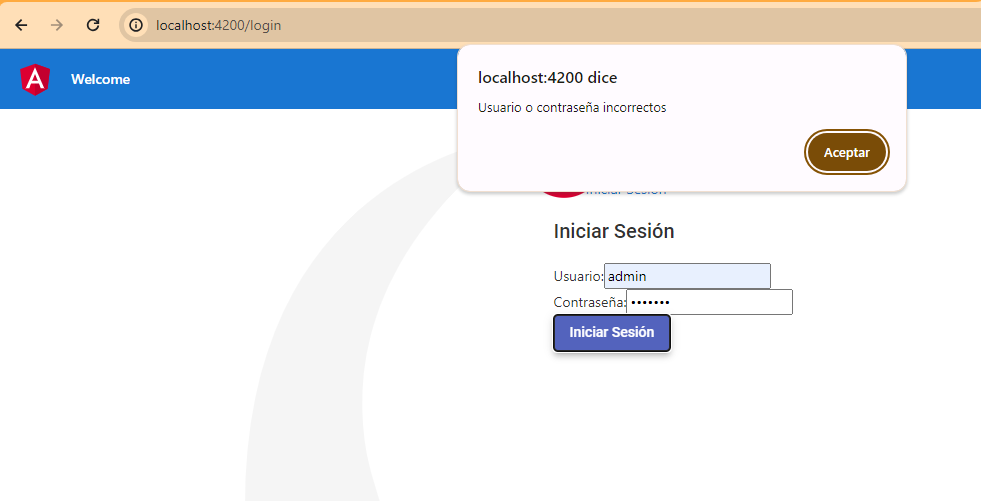 localhost:4200/login
Welcome
localhost:4200 dice
Usuario o contraseña incorrectos
Aceptar
Iniciar Sesión
Iniciar Sesión
Usuario: admin
Contraseña: •••••••
Iniciar Sesión